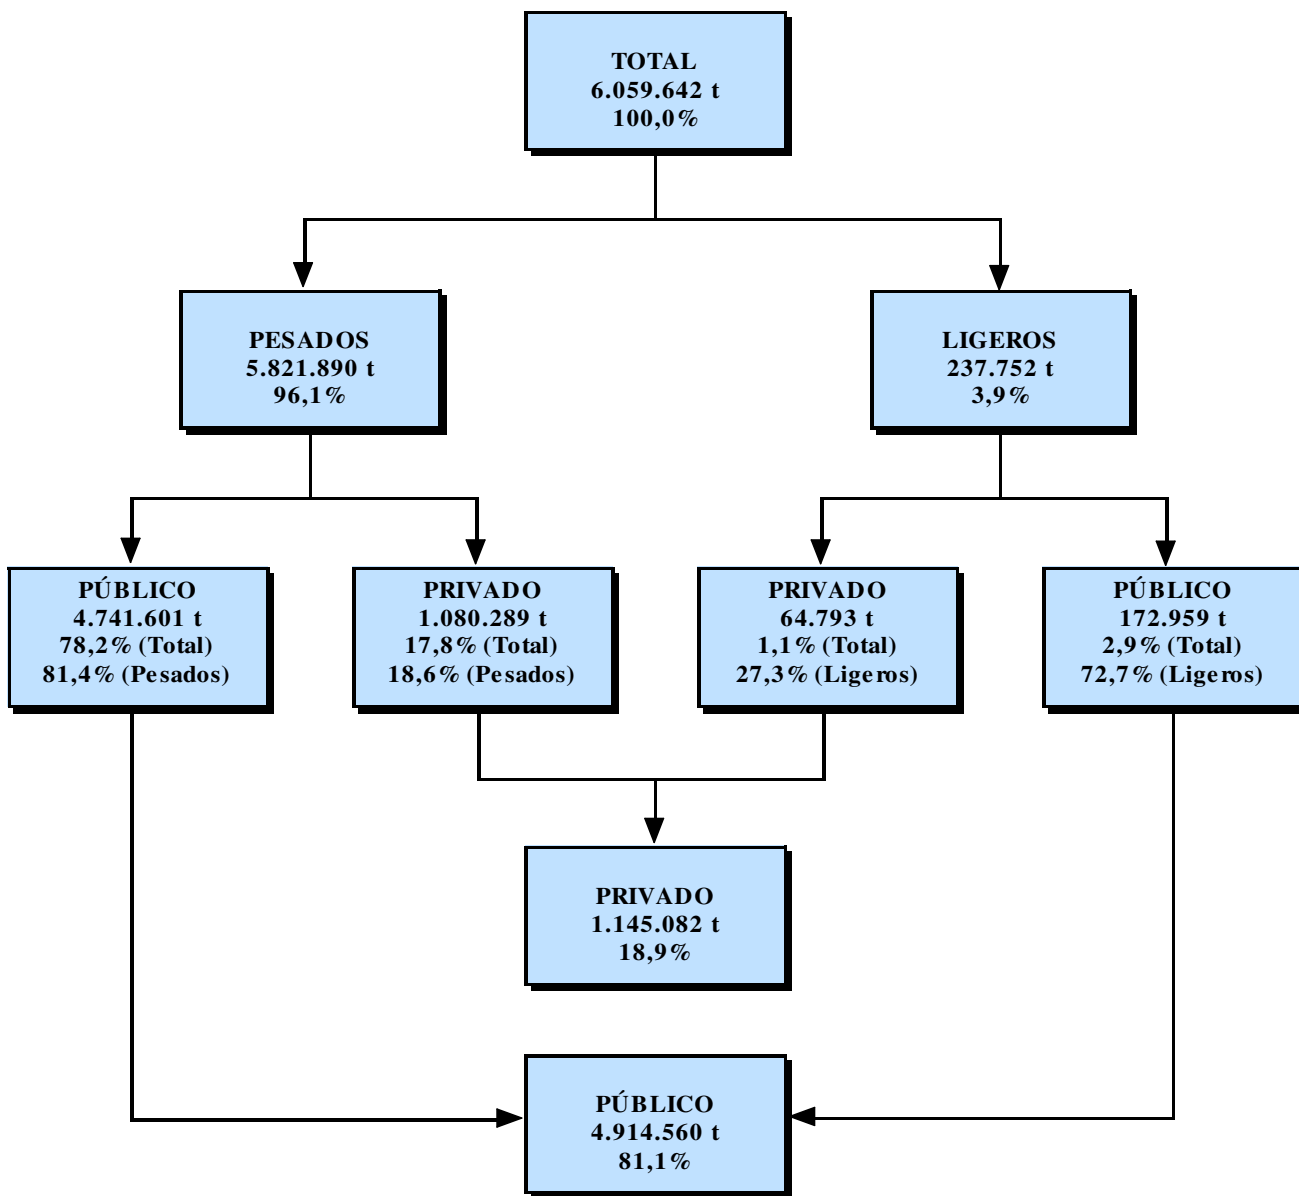 TOTAL
6.059.642 t
100,0%
PESADOS
5.821.890 t
96,1%
LIGEROS
237.752 t
3,9%
PÚBLICO
4.741.601 t
78,2% (Total)
81,4% (Pesados)
PRIVADO
1.080.289 t
17,8% (Total)
18,6% (Pesados)
PRIVADO
64.793 t
1,1% (Total)
27,3% (Ligeros)
PÚBLICO
172.959 t
2,9% (Total)
72,7% (Ligeros)
PRIVADO
1.145.082 t
18,9%
PÚBLICO
4.914.560 t
81,1%